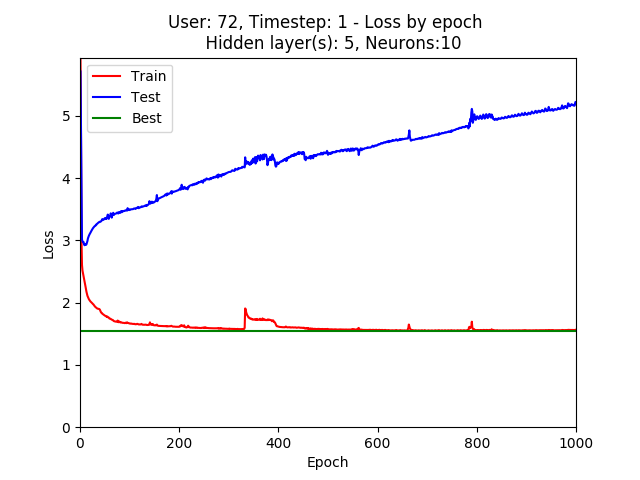 User: 72, Timestep: 1 - Loss by epoch
Hidden layer(s): 5, Neurons:10
Train
Test
Best
5
4
3
2
1
0
Loss
0 200 400 600 800 1000
Epoch